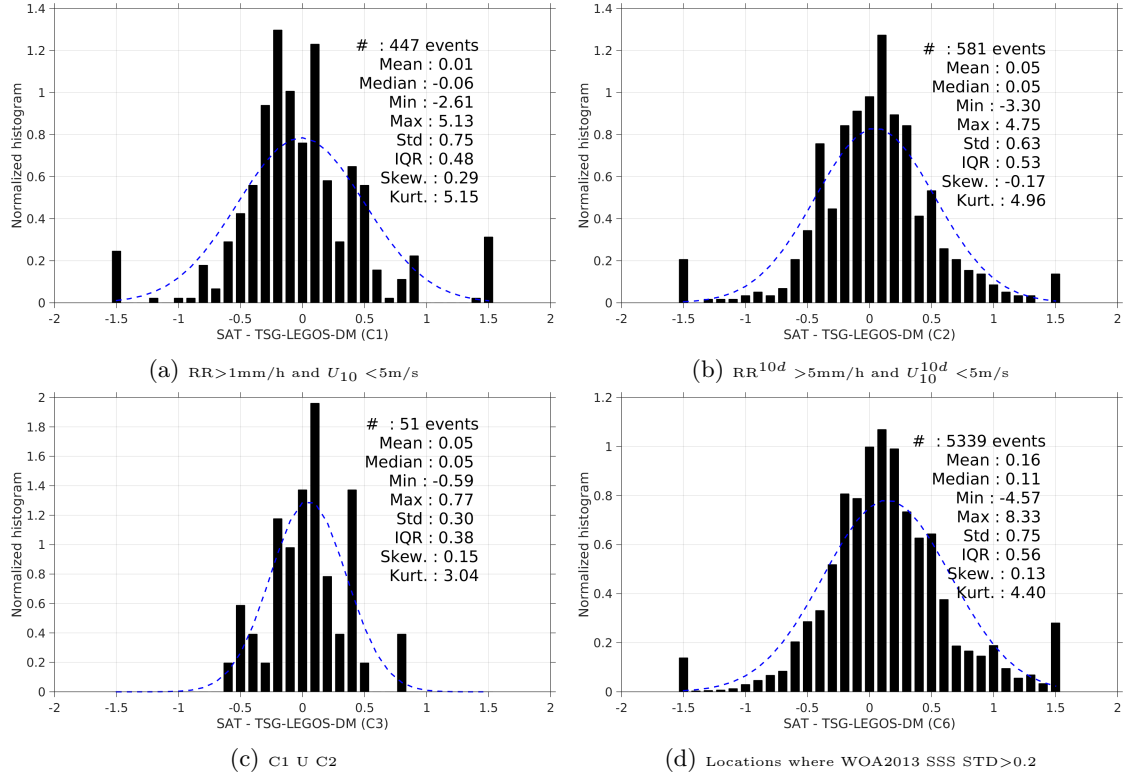 1.4
1.2
1
0.8
0.6
0.4
0.2
0
Normalized histogram
# : 447 events
Mean : 0.01
Median : -0.06
Min : -2.61
Max : 5.13
Std : 0.75
IQR : 0.48
Skew. : 0.29
Kurt. : 5.15
-2 -1.5 -1 -0.5 0 0.5 1 1.5 2
SAT - TSG-LEGOS-DM (C1)
(a) RR>1mm/h and U10 <5m/s
1.4
1.2
1
0.8
0.6
0.4
0.2
0
Normalized histogram
# : 581 events
Mean : 0.05
Median : 0.05
Min : -3.30
Max : 4.75
Std : 0.63
IQR : 0.53
Skew. : -0.17
Kurt. : 4.96
-2 -1.5 -1 -0.5 0 0.5 1 1.5 2
SAT - TSG-LEGOS-DM (C2)
(b) RR^10d >5mm/h and U_10^10d <5m/s
2
1.8
1.6
1.4
1.2
1
0.8
0.6
0.4
0.2
0
Normalized histogram
# : 51 events
Mean : 0.05
Median : 0.05
Min : -0.59
Max : 0.77
Std : 0.30
IQR : 0.38
Skew. : 0.15
Kurt. : 3.04
-2 -1.5 -1 -0.5 0 0.5 1 1.5 2
SAT - TSG-LEGOS-DM (C3)
(c) C1 U C2
1.2
1
0.8
0.6
0.4
0.2
0
Normalized histogram
# : 5339 events
Mean : 0.16
Median : 0.11
Min : -4.57
Max : 8.33
Std : 0.75
IQR : 0.56
Skew. : 0.13
Kurt. : 4.40
-2 -1.5 -1 -0.5 0 0.5 1 1.5 2
SAT - TSG-LEGOS-DM (C6)
(d) Locations where WOA2013 SSS STD>0.2